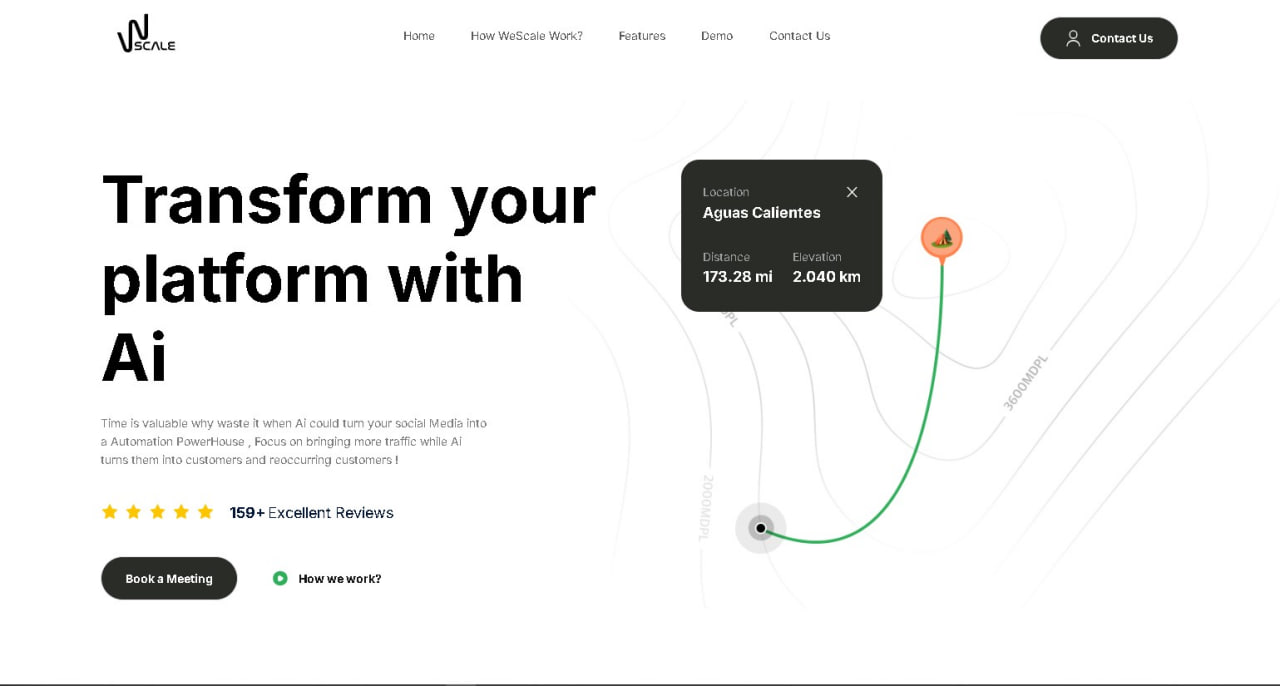 SCALE
Home
How WeScale Work?
Features
Demo
Contact Us
Contact Us
Transform your
platform with
Ai
Time is valuable why waste it when Ai could turn your social Media into
a Automation PowerHouse , Focus on bringing more traffic while Ai
turns them into customers and reoccurring customers !
159+ Excellent Reviews
Book a Meeting
How we work?
Location
Aguas Calientes
Distance
Elevation
173.28 mi
2.040 km
3600MDPL
2000MDPL